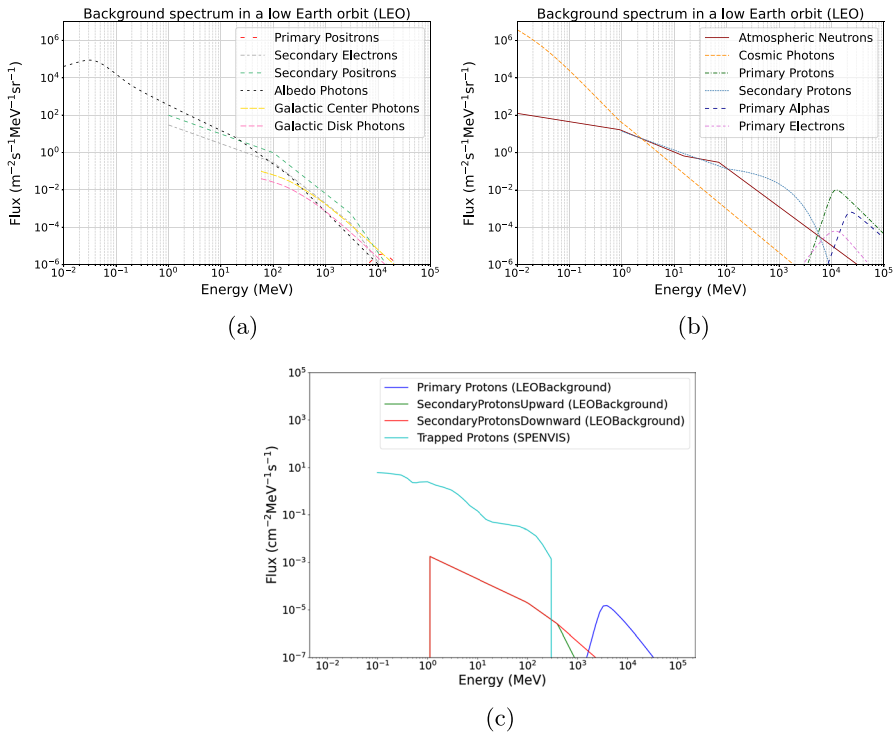 Background spectrum in a low Earth orbit (LEO)
Flux (m⁻²s⁻¹MeV⁻¹sr⁻¹)
10⁶
10⁴
10²
10⁰
10⁻²
10⁻⁴
10⁻⁶
Primary Positrons
Secondary Electrons
Secondary Positrons
Albedo Photons
Galactic Center Photons
Galactic Disk Photons
10⁻² 10⁻¹ 10⁰ 10¹ 10² 10³ 10⁴ 10⁵
Energy (MeV)
(a)
Background spectrum in a low Earth orbit (LEO)
Flux (m⁻²s⁻¹MeV⁻¹sr⁻¹)
10⁶
10⁴
10²
10⁰
10⁻²
10⁻⁴
10⁻⁶
Atmospheric Neutrons
Cosmic Photons
Primary Protons
Secondary Protons
Primary Alphas
Primary Electrons
10⁻² 10⁻¹ 10⁰ 10¹ 10² 10³ 10⁴ 10⁵
Energy (MeV)
(b)
Flux (cm⁻²MeV⁻¹s⁻¹)
10⁵
10³
10¹
10⁻¹
10⁻³
10⁻⁵
10⁻⁷
Primary Protons (LEOBackground)
SecondaryProtonsUpward (LEOBackground)
SecondaryProtonsDownward (LEOBackground)
Trapped Protons (SPENVIS)
10⁻² 10⁻¹ 10⁰ 10¹ 10² 10³ 10⁴ 10⁵
Energy (MeV)
(c)